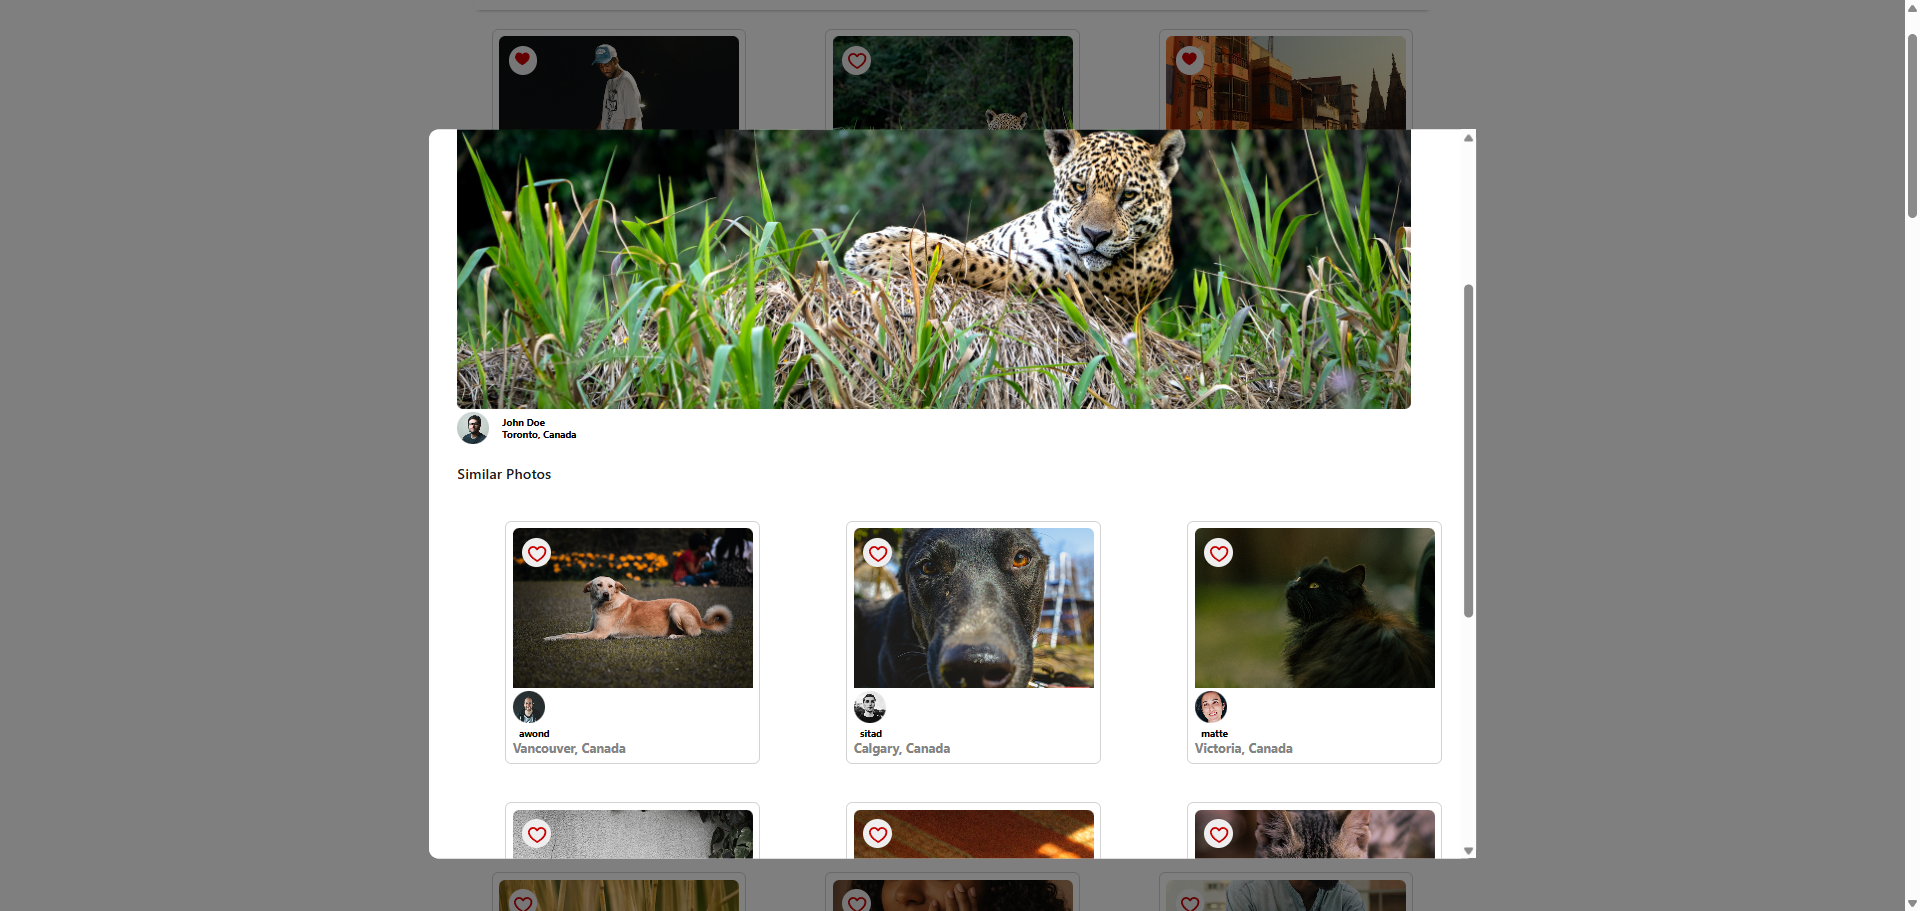 John Doe
Toronto, Canada
Similar Photos
awond
Vancouver, Canada
sitad
Calgary, Canada
matte
Victoria, Canada